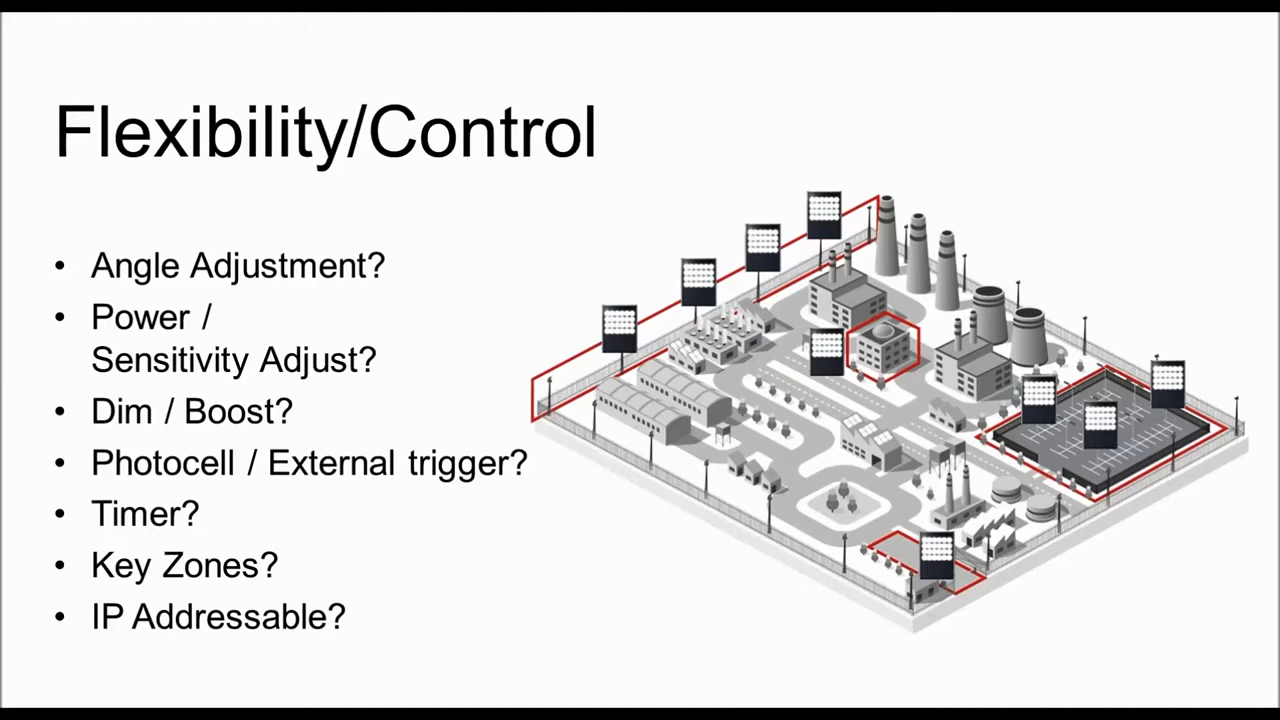 Flexibility/Control
• Angle Adjustment?
• Power /
Sensitivity Adjust?
• Dim / Boost?
• Photocell / External trigger?
• Timer?
• Key Zones?
• IP Addressable?